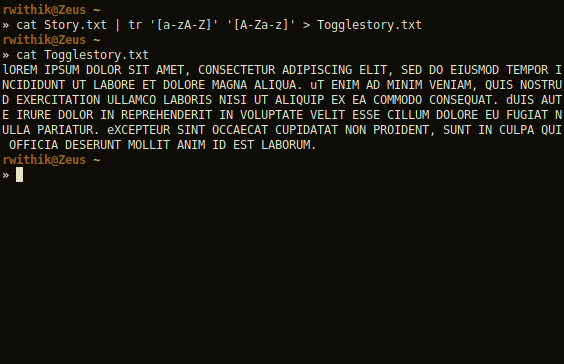 rwithik@Zeus ~
» cat Story.txt | tr '[a-zA-Z]' '[A-Za-z]' > Togglestory.txt
rwithik@Zeus ~
» cat Togglestory.txt
lOREM IPSUM DOLOR SIT AMET, CONSECTETUR ADIPISCING ELIT, SED DO EIUSMOD TEMPOR I
NCIDIDUNT UT LABORE ET DOLORE MAGNA ALIQUA. uT ENIM AD MINIM VENIAM, QUIS NOSTRU
D EXERCITATION ULLAMCO LABORIS NISI UT ALIQUIP EX EA COMMODO CONSEQUAT. dUIS AUT
E IRURE DOLOR IN REPREHENDERIT IN VOLUPTATE VELIT ESSE CILLUM DOLORE EU FUGIAT N
ULLA PARIATUR. eXCEPTEUR SINT OCCAECAT CUPIDATAT NON PROIDENT, SUNT IN CULPA QUI
 OFFICIA DESERUNT MOLLIT ANIM ID EST LABORUM.
rwithik@Zeus ~
»